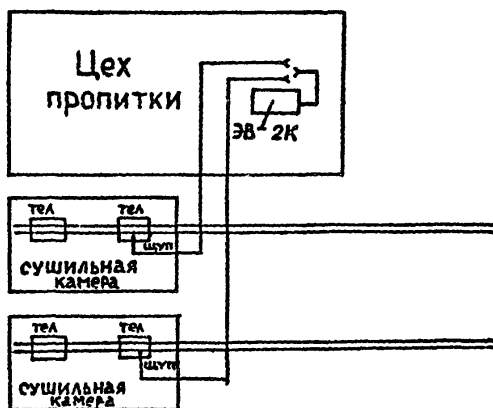 Цех
пропитки
ЭВ-2К
тел тел
щуп
сушильная
камера
тел тел
щуп
сушильная
камера